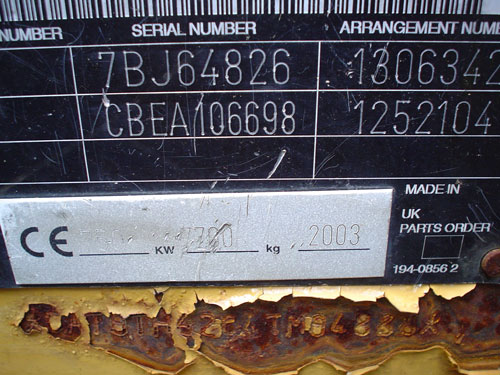 NUMBER SERIAL NUMBER ARRANGEMENT NUM
7BJ64826 1306342
CBEA106698 1252104
MADE IN
UK
PARTS ORDER
CE KW kg 2003
194-0856 2